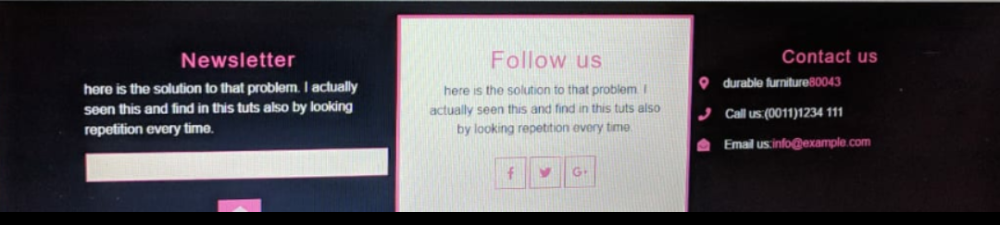 Newsletter
here is the solution to that problem. I actually
seen this and find in this tuts also by looking
repetition every time.
Follow us
here is the solution to that problem. I
actually seen this and find in this tuts also
by looking repetition every time.
f G+
Contact us
durable furniture80043
Call us:(0011)1234 111
Email us:info@example.com